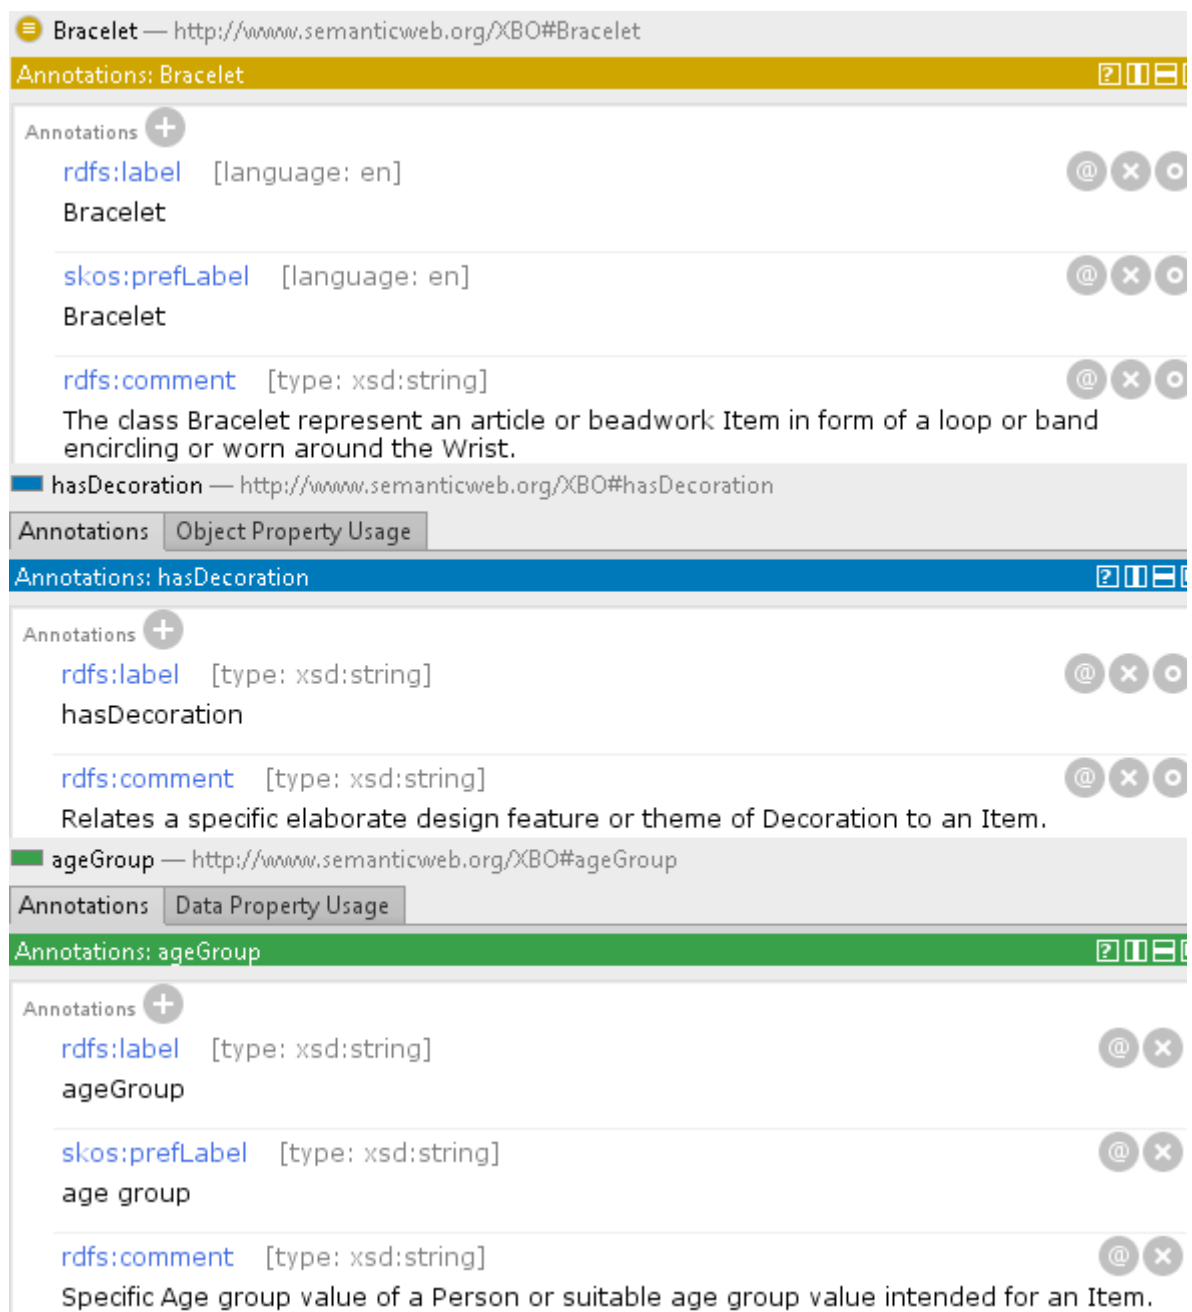 Bracelet — http://www.semanticweb.org/XBO#Bracelet
Annotations: Bracelet
Annotations
rdfs:label [language: en]
Bracelet
skos:prefLabel [language: en]
Bracelet
rdfs:comment [type: xsd:string]
The class Bracelet represent an article or beadwork Item in form of a loop or band
encircling or worn around the Wrist.
hasDecoration — http://www.semanticweb.org/XBO#hasDecoration
Annotations Object Property Usage
Annotations: hasDecoration
Annotations
rdfs:label [type: xsd:string]
hasDecoration
rdfs:comment [type: xsd:string]
Relates a specific elaborate design feature or theme of Decoration to an Item.
ageGroup — http://www.semanticweb.org/XBO#ageGroup
Annotations Data Property Usage
Annotations: ageGroup
Annotations
rdfs:label [type: xsd:string]
ageGroup
skos:prefLabel [type: xsd:string]
age group
rdfs:comment [type: xsd:string]
Specific Age group value of a Person or suitable age group value intended for an Item.